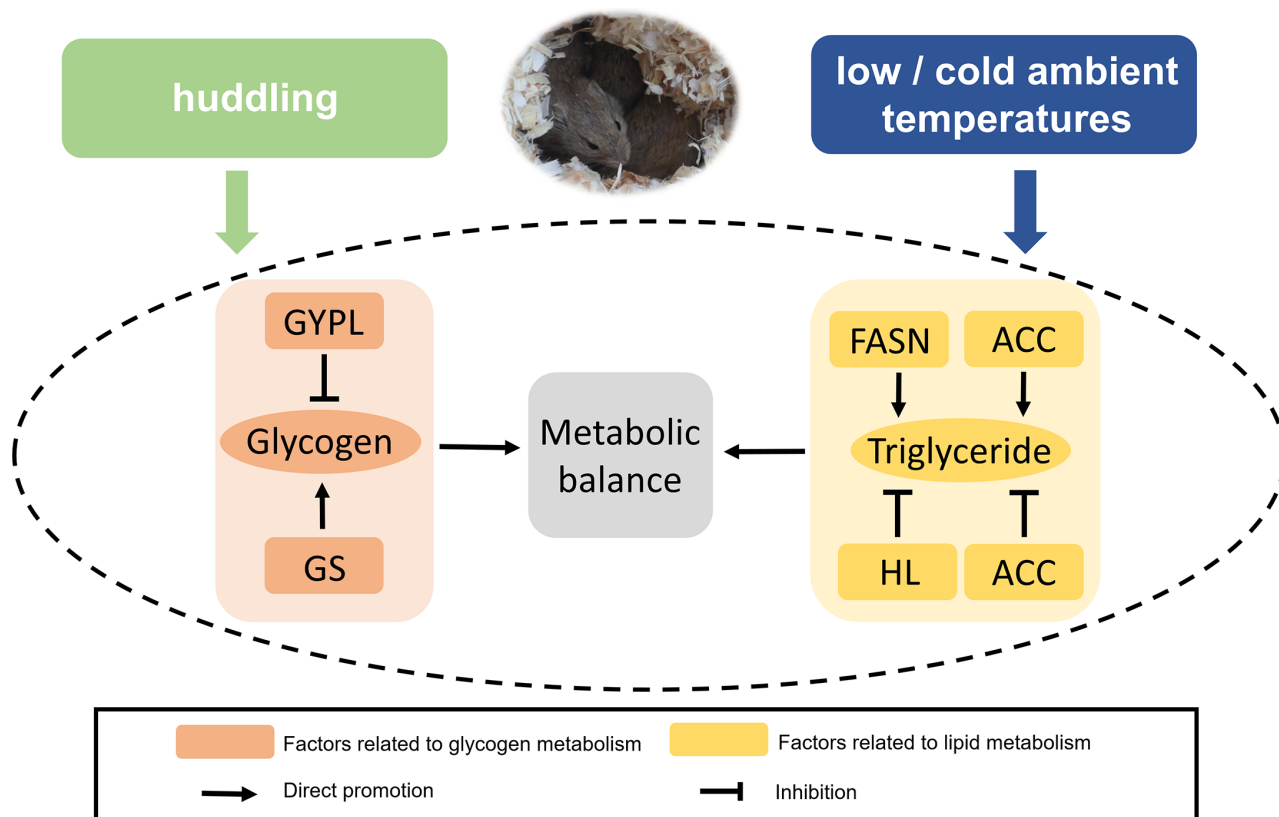 huddling
low / cold ambient
temperatures
GYPL
Glycogen
GS
Metabolic
balance
FASN
ACC
Triglyceride
HL
ACC
Factors related to glycogen metabolism
Factors related to lipid metabolism
Direct promotion
Inhibition